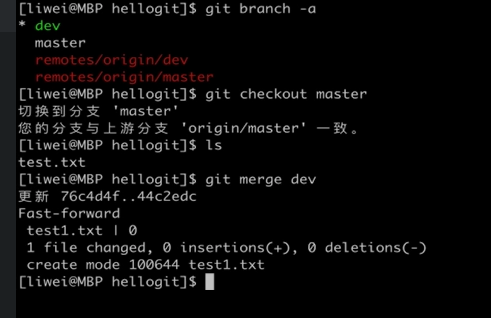 [liwei@MBP hellogit]$ git branch -a
* dev
  master
  remotes/origin/dev
  remotes/origin/master
[liwei@MBP hellogit]$ git checkout master
切换到分支 'master'
您的分支与上游分支 'origin/master' 一致。
[liwei@MBP hellogit]$ ls
test.txt
[liwei@MBP hellogit]$ git merge dev
更新 76c4d4f..44c2edc
Fast-forward
 test1.txt | 0
 1 file changed, 0 insertions(+), 0 deletions(-)
 create mode 100644 test1.txt
[liwei@MBP hellogit]$